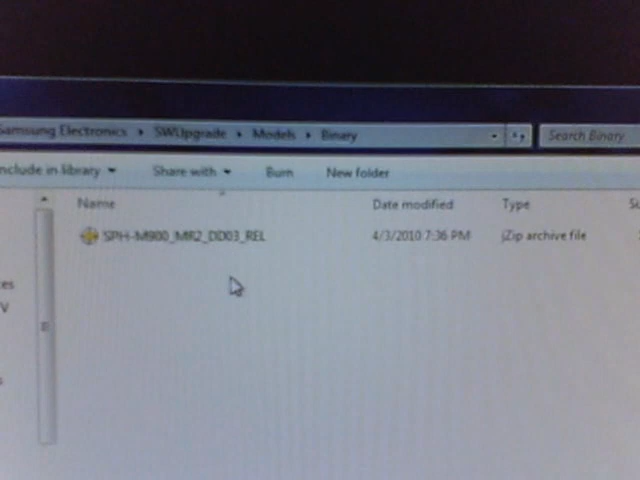 Samsung Electronics SWUpgrade Models Binary Search Binary
Include in library Share with Burn New folder
Name Date modified Type
SPH-M900_MR2_DD03_REL 4/3/2010 7:36 PM jZip archive file